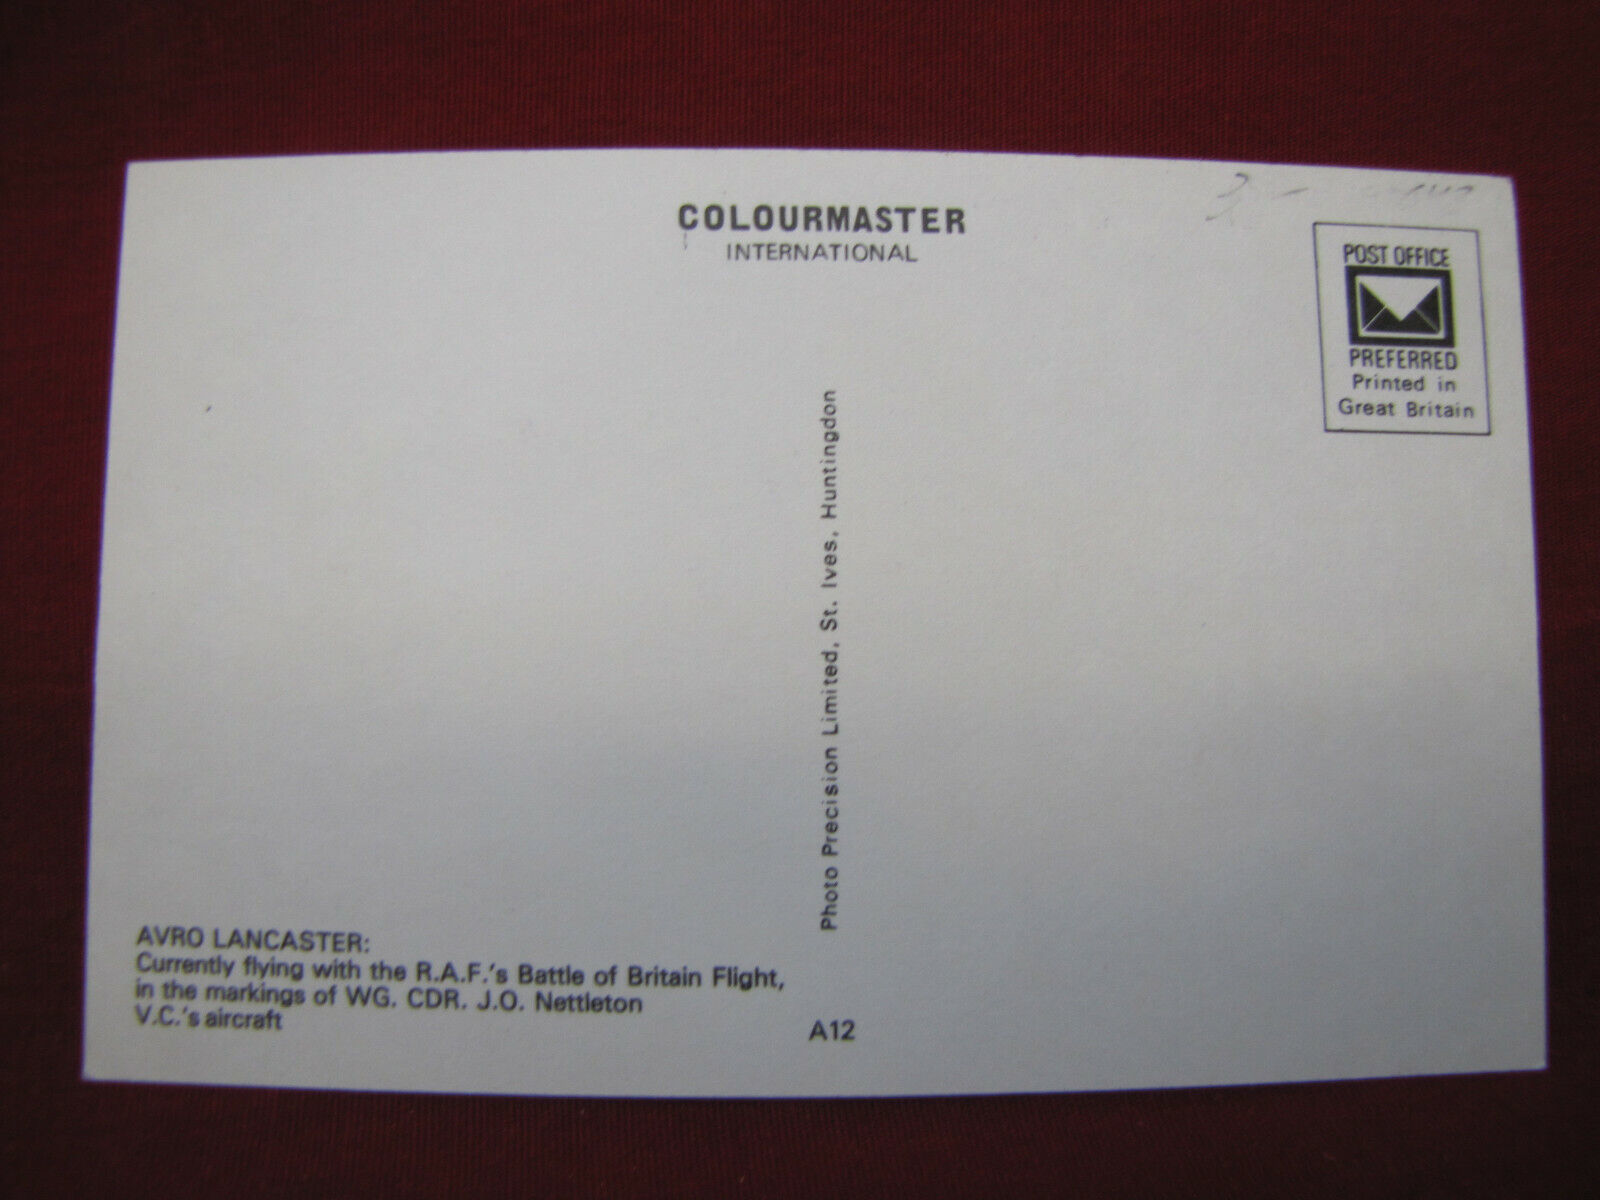 COLOURMASTER
INTERNATIONAL
POST OFFICE
PREFERRED
Printed in
Great Britain
Photo Precision Limited, St. Ives, Huntingdon
AVRO LANCASTER:
Currently flying with the R.A.F.'s Battle of Britain Flight,
in the markings of WG. CDR. J.O. Nettleton
V.C.'s aircraft
A12